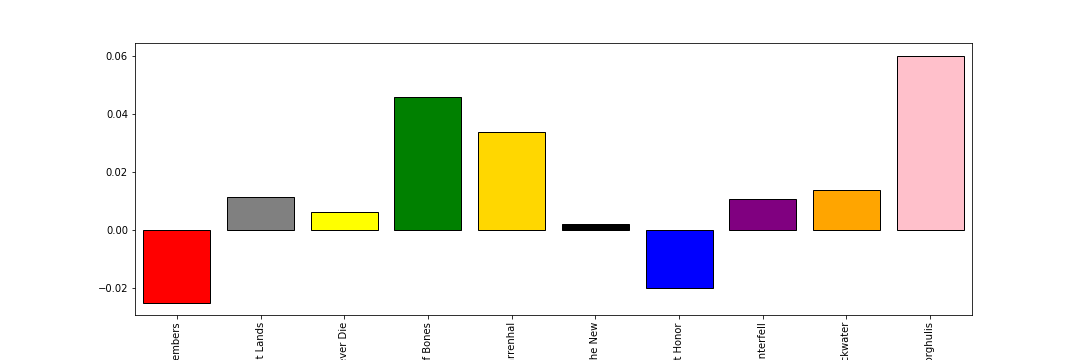 0.06
0.04
0.02
0.00
−0.02
embers
t Lands
ver Die
f Bones
rrenhal
he New
t Honor
nterfell
ckwater
orghulis